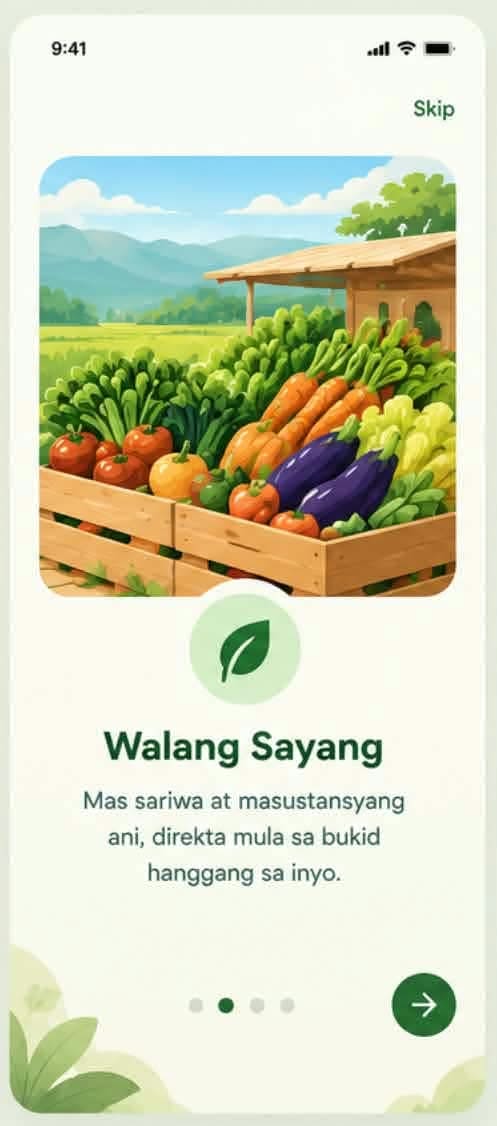 9:41
Skip
Walang Sayang
Mas sariwa at masustansyang
ani, direkta mula sa bukid
hanggang sa inyo.